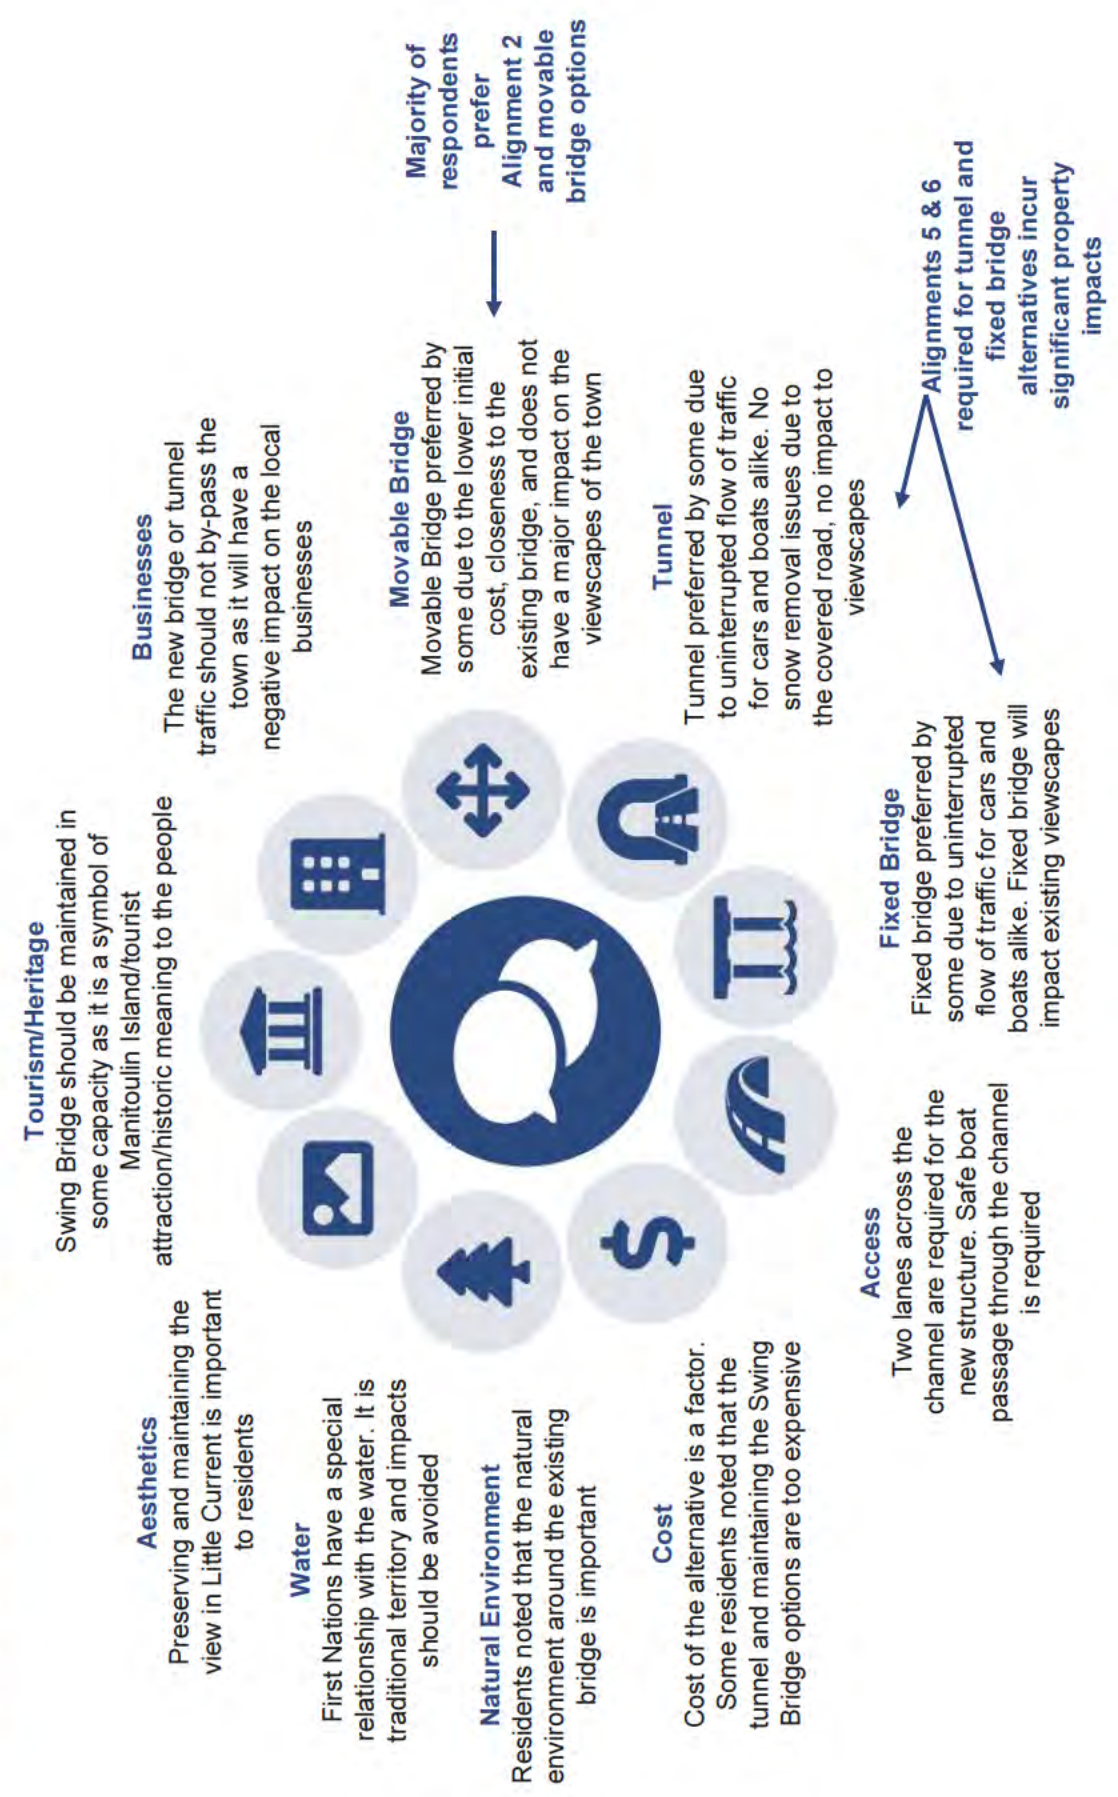 Tourism/Heritage
Swing Bridge should be maintained in
some capacity as it is a symbol of
Manitoulin Island/tourist
attraction/historic meaning to the people
Aesthetics
Preserving and maintaining the
view in Little Current is important
to residents
Businesses
The new bridge or tunnel
traffic should not by-pass the
town as it will have a
negative impact on the local
businesses
Water
First Nations have a special
relationship with the water. It is
traditional territory and impacts
should be avoided
Movable Bridge
Movable Bridge preferred by
some due to the lower initial
cost, closeness to the
existing bridge, and does not
have a major impact on the
viewscapes of the town
Majority of
respondents
prefer
Alignment 2
and movable
bridge options
Natural Environment
Residents noted that the natural
environment around the existing
bridge is important
Cost
Cost of the alternative is a factor.
Some residents noted that the
tunnel and maintaining the Swing
Bridge options are too expensive
$
Tunnel
Tunnel preferred by some due
to uninterrupted flow of traffic
for cars and boats alike. No
snow removal issues due to
the covered road, no impact to
viewscapes
Access
Two lanes across the
channel are required for the
new structure. Safe boat
passage through the channel
is required
Fixed Bridge
Fixed bridge preferred by
some due to uninterrupted
flow of traffic for cars and
boats alike. Fixed bridge will
impact existing viewscapes
Alignments 5 & 6
required for tunnel and
fixed bridge
alternatives incur
significant property
impacts